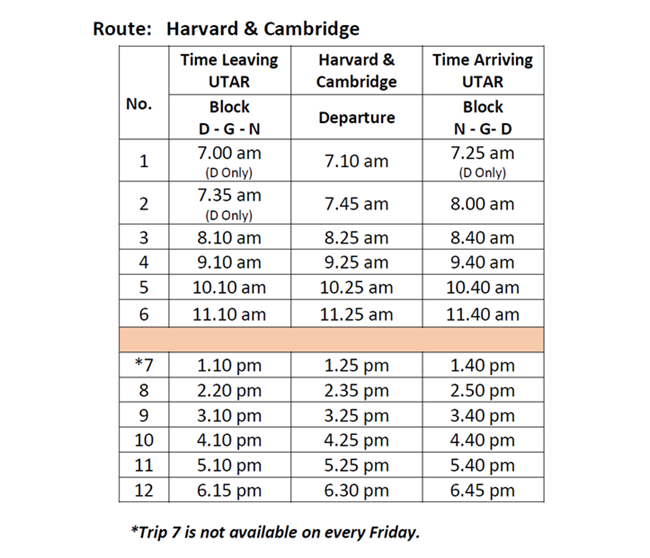 Route: Harvard & Cambridge
No.
Time Leaving
UTAR
Harvard &
Cambridge
Time Arriving
UTAR
Block
D - G - N
Departure
Block
N - G- D
1 7.00 am 7.10 am 7.25 am
(D Only) (D Only)
2 7.35 am 7.45 am 8.00 am
(D Only)
3 8.10 am 8.25 am 8.40 am
4 9.10 am 9.25 am 9.40 am
5 10.10 am 10.25 am 10.40 am
6 11.10 am 11.25 am 11.40 am
*7 1.10 pm 1.25 pm 1.40 pm
8 2.20 pm 2.35 pm 2.50 pm
9 3.10 pm 3.25 pm 3.40 pm
10 4.10 pm 4.25 pm 4.40 pm
11 5.10 pm 5.25 pm 5.40 pm
12 6.15 pm 6.30 pm 6.45 pm
*Trip 7 is not available on every Friday.